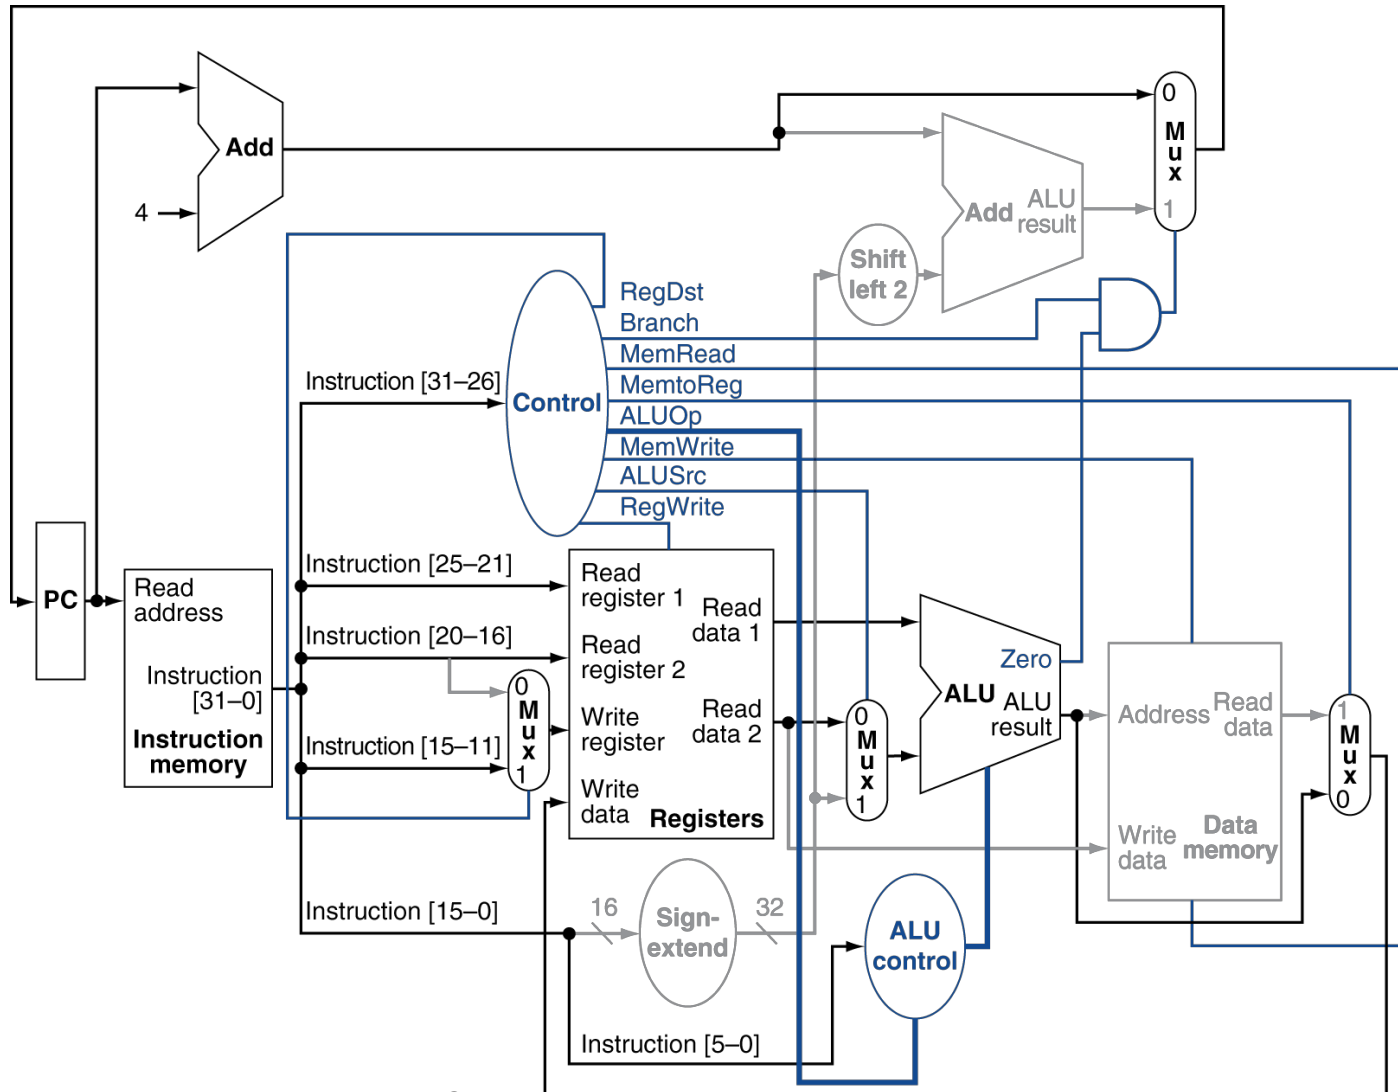 0
M
u
x
1
Add
4
Add
ALU
result
Shift
left 2
RegDst
Branch
MemRead
MemtoReg
ALUOp
MemWrite
ALUSrc
RegWrite
Instruction [31–26]
Control
PC
Read
address
Instruction
[31–0]
Instruction
memory
Instruction [25–21]
Instruction [20–16]
Instruction [15–11]
0
M
u
x
1
Read
register 1
Read
register 2
Write
register
Write
data
Read
data 1
Read
data 2
Registers
0
M
u
x
1
Zero
ALU
ALU
result
Address
Read
data
Write
data
Data
memory
1
M
u
x
0
Instruction [15–0]
16
Sign-
extend
32
ALU
control
Instruction [5–0]